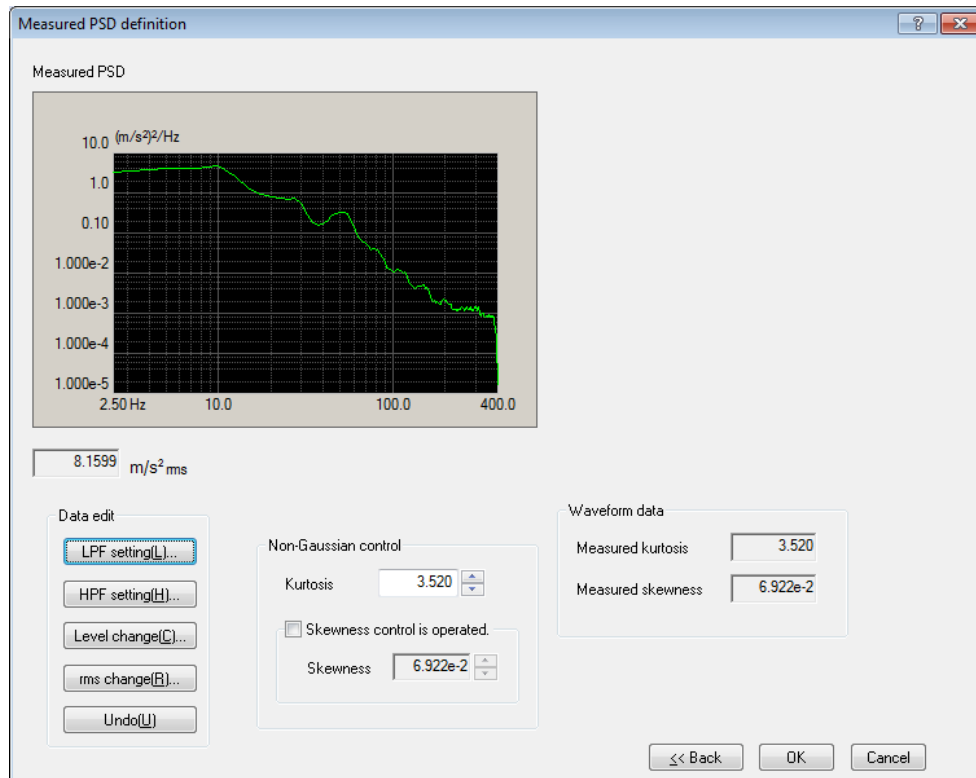 Measured PSD definition
Measured PSD
10.0 (m/s²)²/Hz
1.0
0.10
1.000e-2
1.000e-3
1.000e-4
1.000e-5
2.50 Hz 10.0 100.0 400.0
8.1599 m/s² rms
Data edit
LPF setting(L)...
HPF setting(H)...
Level change(C)...
rms change(R)...
Undo(U)
Non-Gaussian control
Kurtosis 3.520
Skewness control is operated.
Skewness 6.922e-2
Waveform data
Measured kurtosis 3.520
Measured skewness 6.922e-2
<< Back OK Cancel